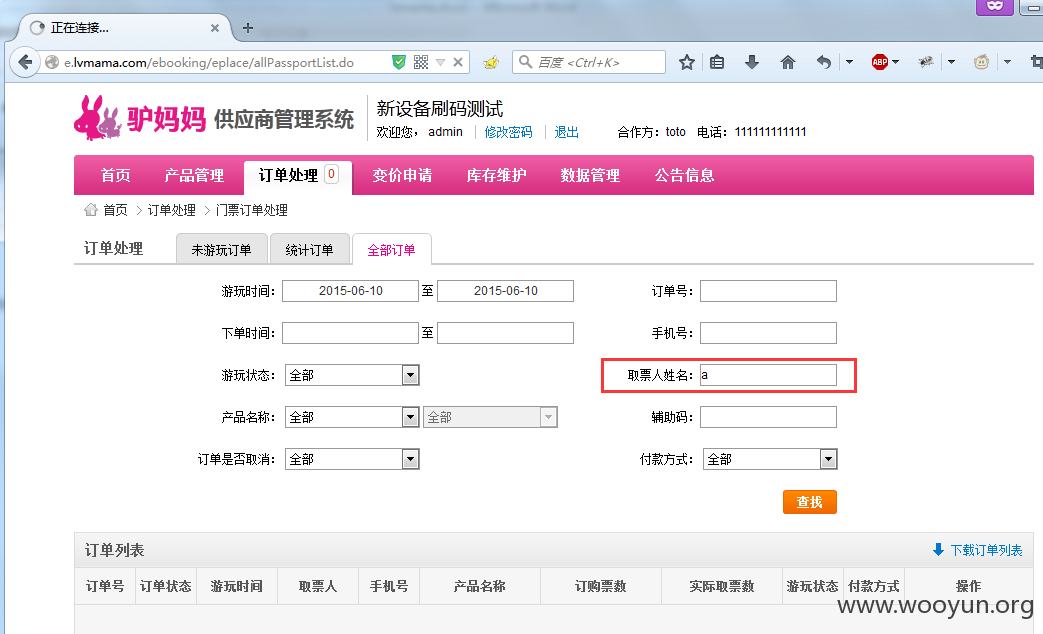 正在连接...
e.lvmama.com/ebooking/eplace/allPassportList.do
百度 <Ctrl+K>
ABP
驴妈妈 供应商管理系统
新设备刷码测试
欢迎您， admin 修改密码 退出 合作方： toto 电话： 111111111111
首页 产品管理 订单处理 0 变价申请 库存维护 数据管理 公告信息
首页 > 订单处理 > 门票订单处理
订单处理 未游玩订单 统计订单 全部订单
游玩时间： 2015-06-10 至 2015-06-10 订单号：
下单时间： 至 手机号：
游玩状态： 全部 取票人姓名： a
产品名称： 全部 全部 辅助码：
订单是否取消： 全部 付款方式： 全部
查找
订单列表 下载订单列表
订单号 订单状态 游玩时间 取票人 手机号 产品名称 订购票数 实际取票数 游玩状态 付款方式 操作
www.wooyun.org